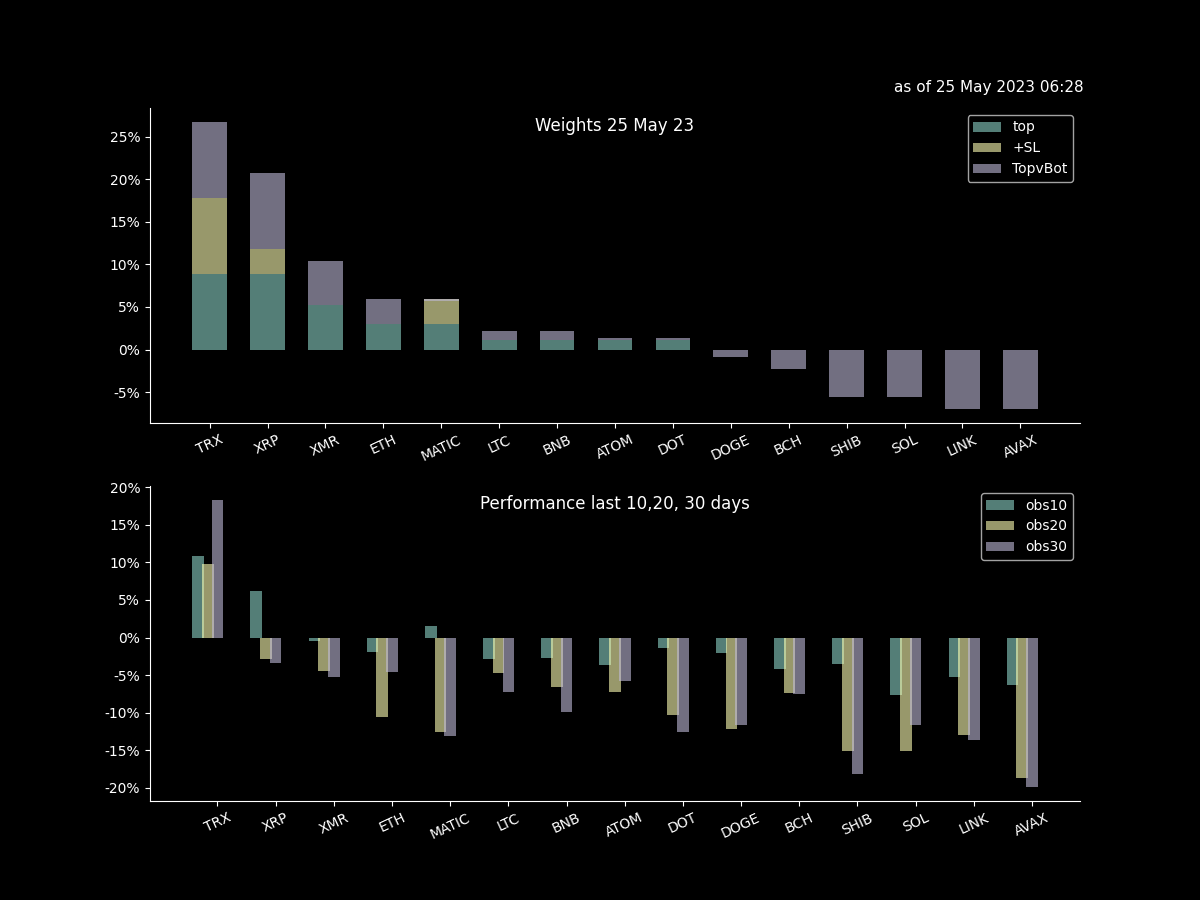 as of 25 May 2023 06:28
Weights 25 May 23
top
+SL
TopvBot
25%
20%
15%
10%
5%
0%
-5%
TRX XRP XMR ETH MATIC LTC BNB ATOM DOT DOGE BCH SHIB SOL LINK AVAX
Performance last 10,20, 30 days
obs10
obs20
obs30
20%
15%
10%
5%
0%
-5%
-10%
-15%
-20%
TRX XRP XMR ETH MATIC LTC BNB ATOM DOT DOGE BCH SHIB SOL LINK AVAX